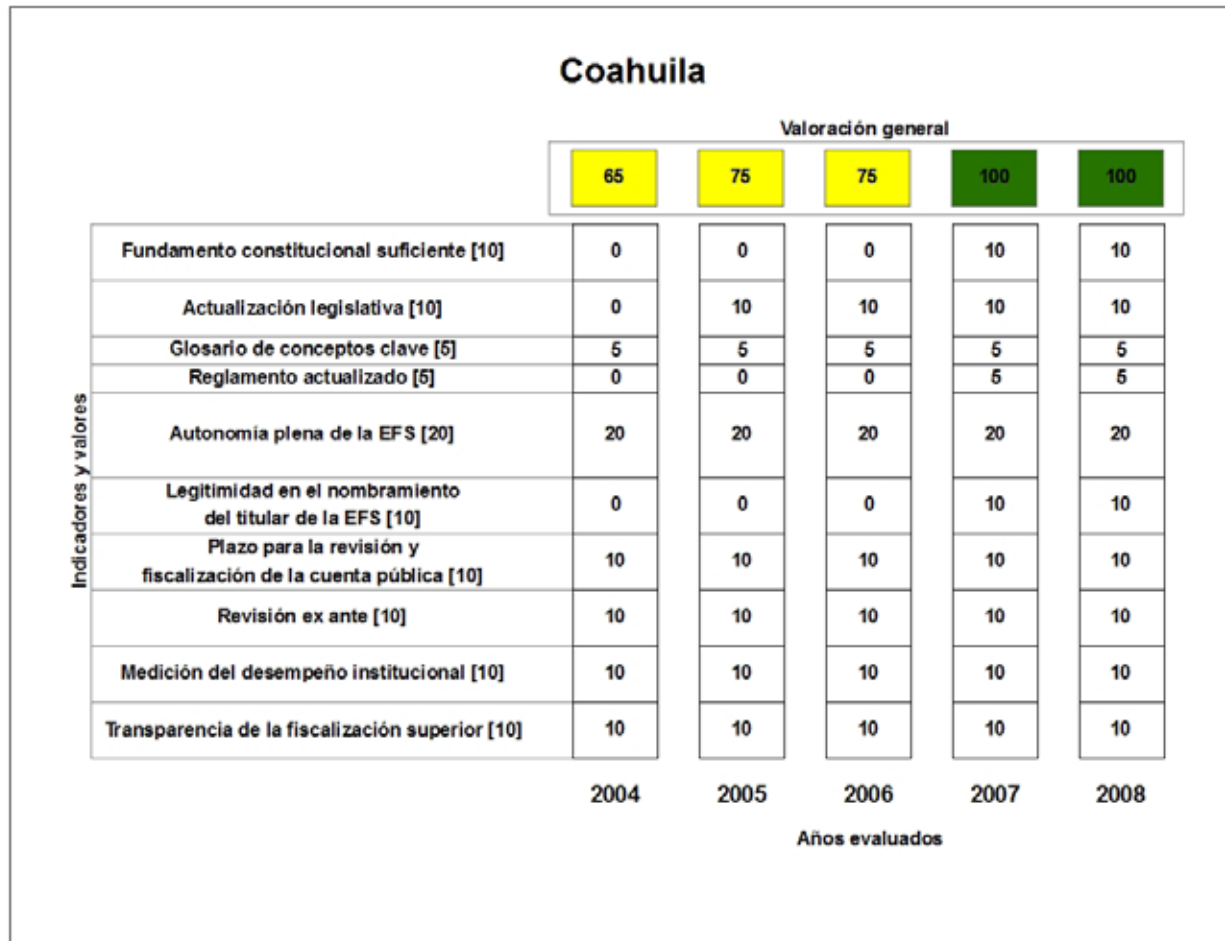 Coahuila
Valoración general
65 75 75 100 100
Fundamento constitucional suficiente [10] 0 0 0 10 10
Actualización legislativa [10] 0 10 10 10 10
Glosario de conceptos clave [5] 5 5 5 5 5
Reglamento actualizado [5] 0 0 0 5 5
Autonomía plena de la EFS [20] 20 20 20 20 20
Legitimidad en el nombramiento
del titular de la EFS [10] 0 0 0 10 10
Plazo para la revisión y
fiscalización de la cuenta pública [10] 10 10 10 10 10
Revisión ex ante [10] 10 10 10 10 10
Medición del desempeño institucional [10] 10 10 10 10 10
Transparencia de la fiscalización superior [10] 10 10 10 10 10
Indicadores y valores
2004 2005 2006 2007 2008
Años evaluados